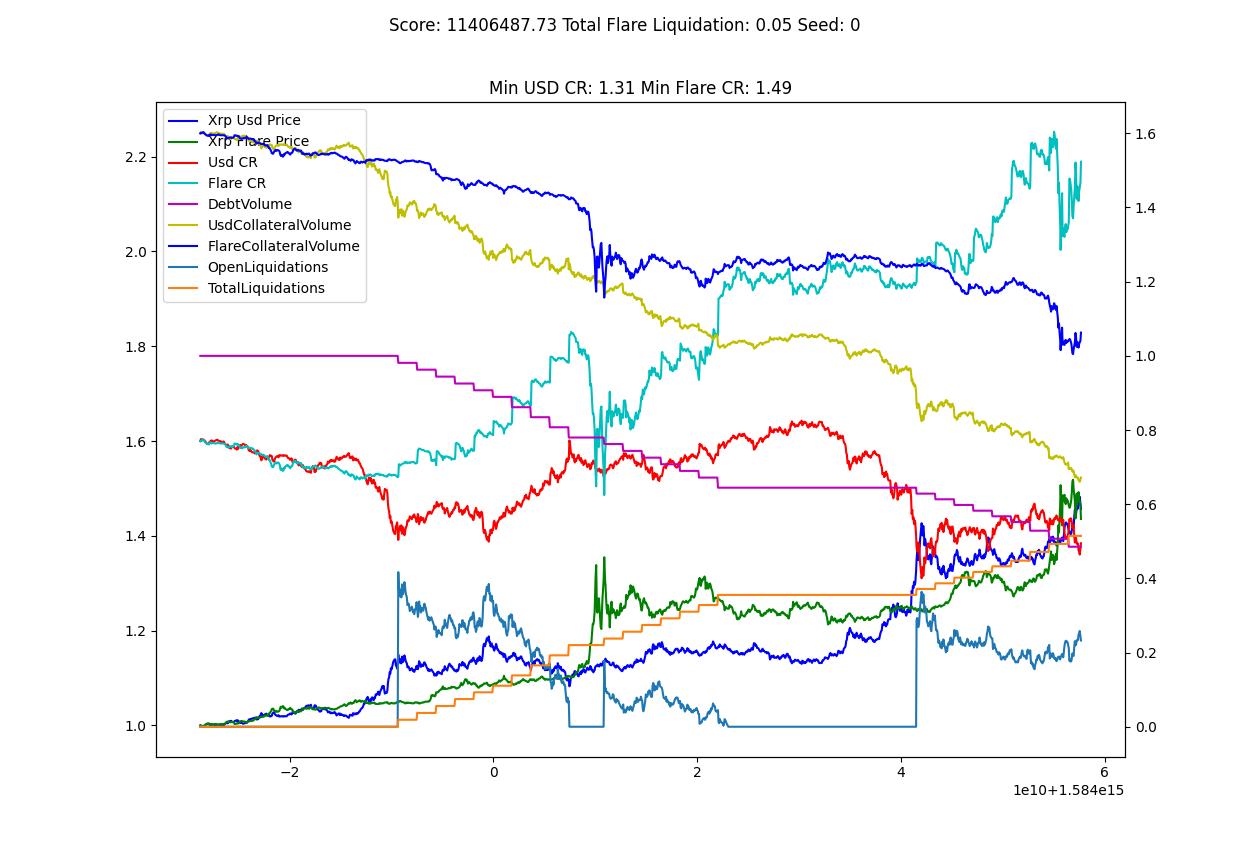 Score: 11406487.73 Total Flare Liquidation: 0.05 Seed: 0
Min USD CR: 1.31 Min Flare CR: 1.49
Xrp Usd Price
Xrp Flare Price
Usd CR
Flare CR
DebtVolume
UsdCollateralVolume
FlareCollateralVolume
OpenLiquidations
TotalLiquidations
2.2
2.0
1.8
1.6
1.4
1.2
1.0
1.6
1.4
1.2
1.0
0.8
0.6
0.4
0.2
0.0
−2 0 2 4 6
1e10+1.584e15